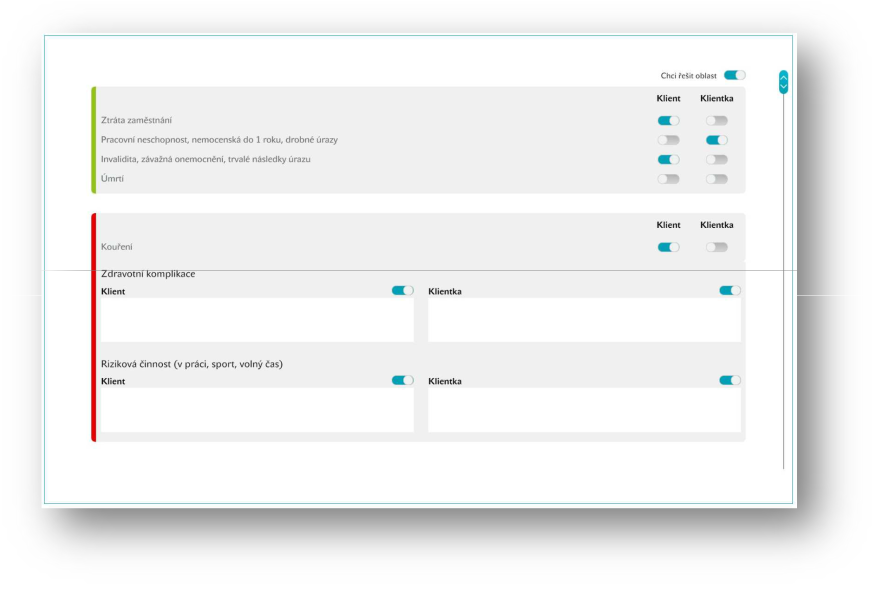 Chci řešit oblast
Klient Klientka
Ztráta zaměstnání
Pracovní neschopnost, nemocenská do 1 roku, drobné úrazy
Invalidita, závažná onemocnění, trvalé následky úrazu
Úmrtí
Klient Klientka
Kouření
Zdravotní komplikace
Klient Klientka
Riziková činnost (v práci, sport, volný čas)
Klient Klientka